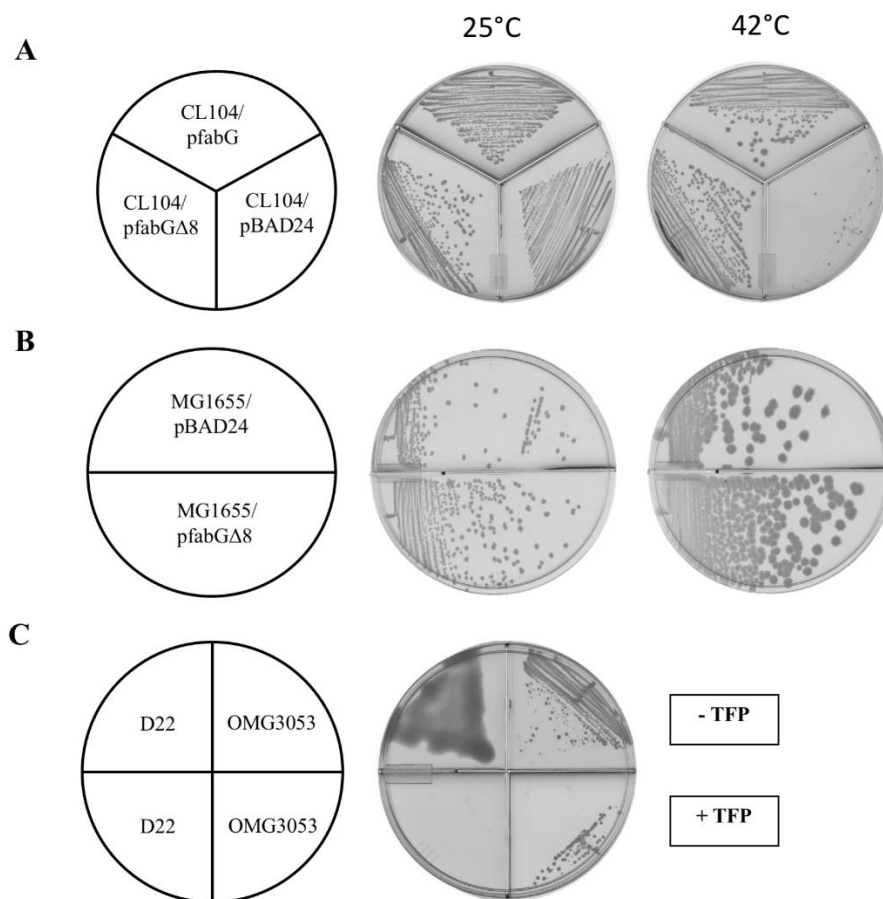 25°C 42°C
A
CL104/
pfabG
CL104/ CL104/
pfabGΔ8 pBAD24
B
MG1655/
pBAD24
MG1655/
pfabGΔ8
C
D22 OMG3053
- TFP
D22 OMG3053
+ TFP